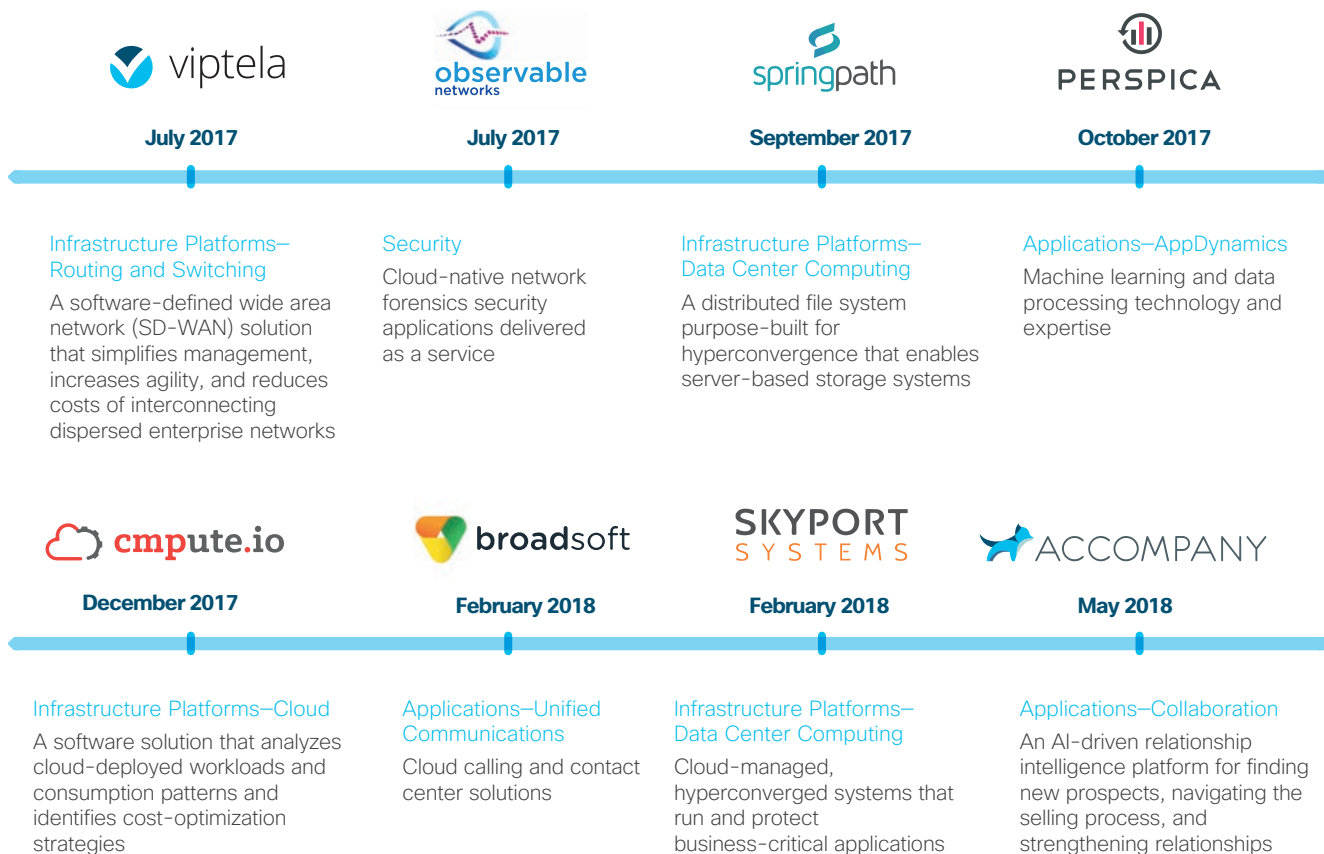 viptela
observable
networks
springpath
PERSPICA
July 2017
July 2017
September 2017
October 2017
Infrastructure Platforms—
Routing and Switching
A software-defined wide area
network (SD-WAN) solution
that simplifies management,
increases agility, and reduces
costs of interconnecting
dispersed enterprise networks
Security
Cloud-native network
forensics security
applications delivered
as a service
Infrastructure Platforms—
Data Center Computing
A distributed file system
purpose-built for
hyperconvergence that enables
server-based storage systems
Applications—AppDynamics
Machine learning and data
processing technology and
expertise
cmpute.io
broadsoft
SKYPORT
SYSTEMS
ACCOMPANY
December 2017
February 2018
February 2018
May 2018
Infrastructure Platforms—Cloud
A software solution that analyzes
cloud-deployed workloads and
consumption patterns and
identifies cost-optimization
strategies
Applications—Unified
Communications
Cloud calling and contact
center solutions
Infrastructure Platforms—
Data Center Computing
Cloud-managed,
hyperconverged systems that
run and protect
business-critical applications
Applications—Collaboration
An AI-driven relationship
intelligence platform for finding
new prospects, navigating the
selling process, and
strengthening relationships